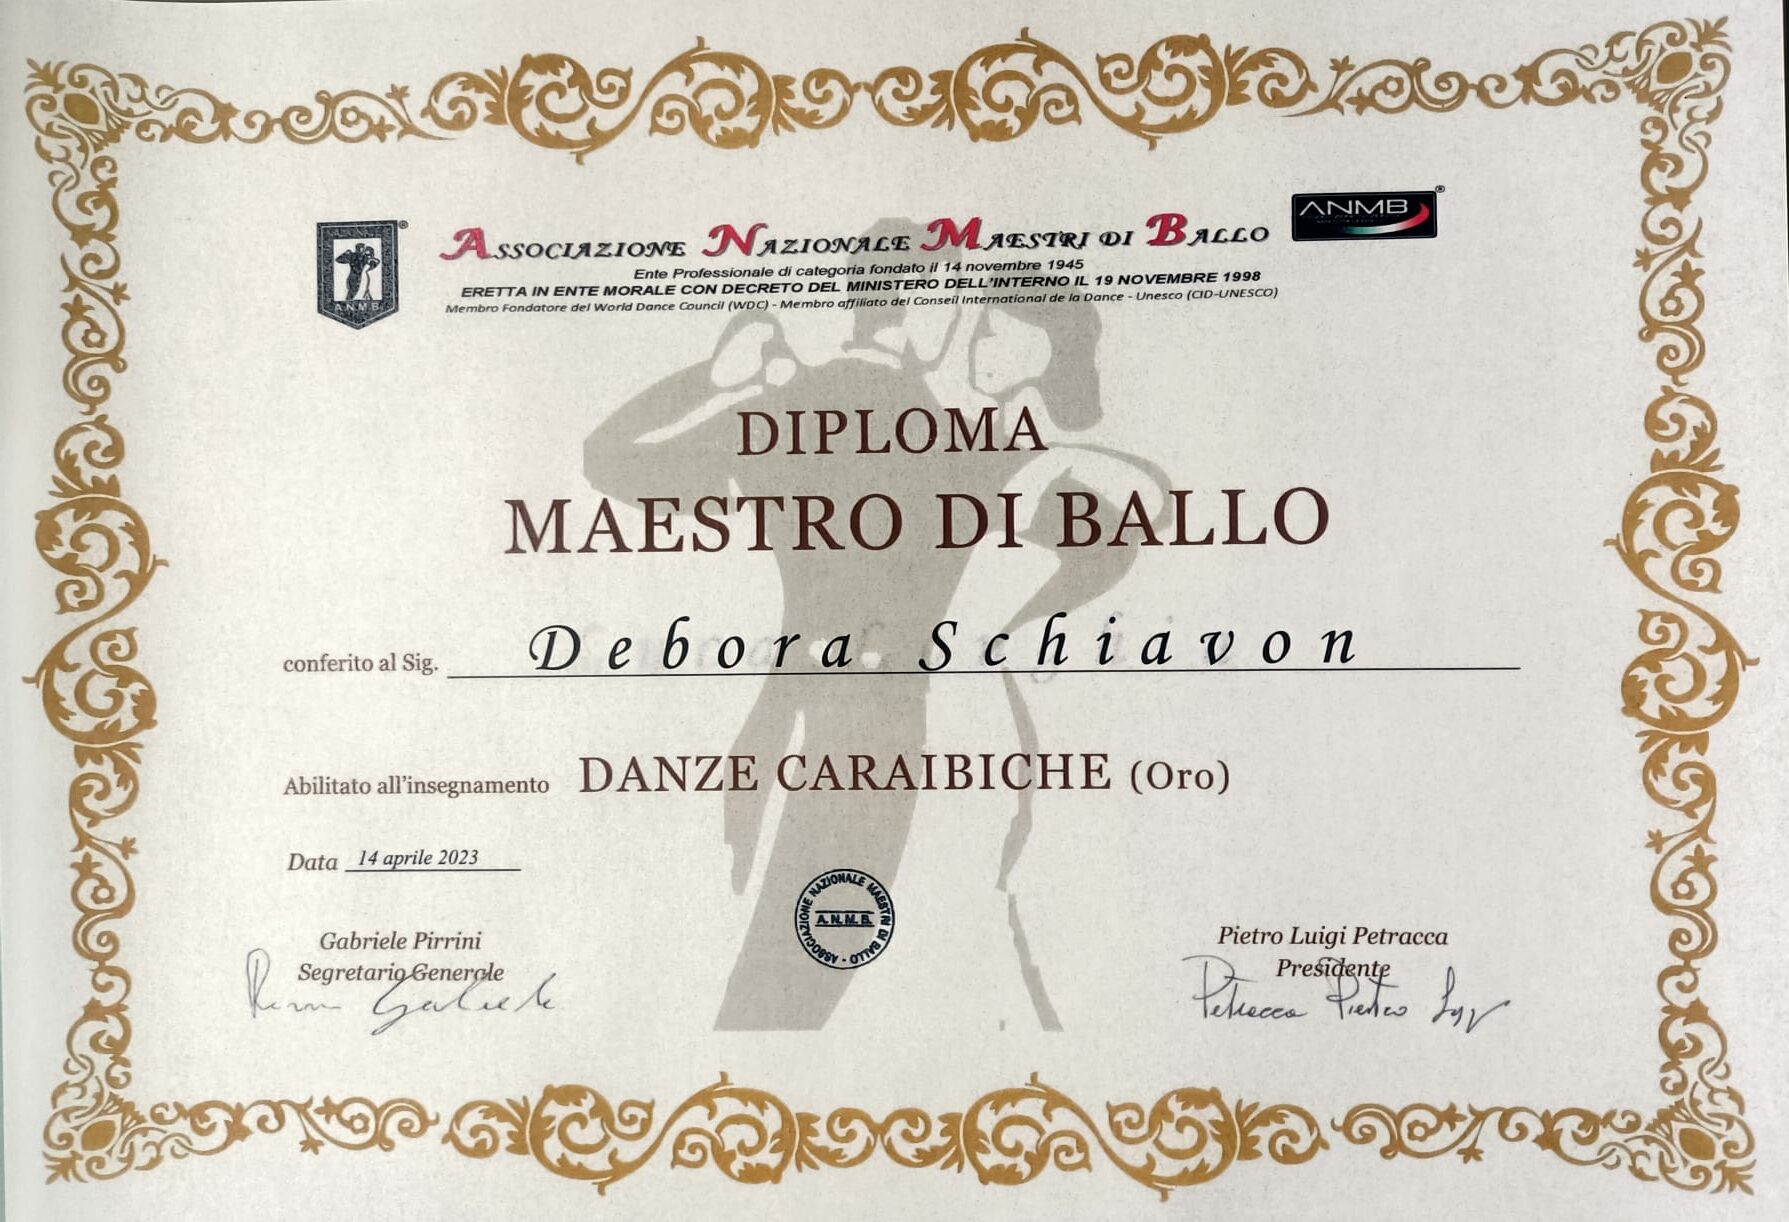 ASSOCIAZIONE NAZIONALE MAESTRI DI BALLO
ANMB
A.N.M.B.
Ente Professionale di categoria fondato il 14 novembre 1945
ERETTA IN ENTE MORALE CON DECRETO DEL MINISTERO DELL'INTERNO IL 19 NOVEMBRE 1998
Membro Fondatore del World Dance Council (WDC) - Membro affiliato del Conseil International de la Dance - Unesco (CID-UNESCO)
DIPLOMA
MAESTRO DI BALLO
conferito al Sig. Debora Schiavon
Abilitato all'insegnamento DANZE CARAIBICHE (Oro)
Data 14 aprile 2023
ASSOCIAZIONE NAZIONALE MAESTRI DI BALLO -
A.N.M.B.
Gabriele Pirrini
Segretario Generale
Pietro Luigi Petracca
Presidente
Petracca Pietro